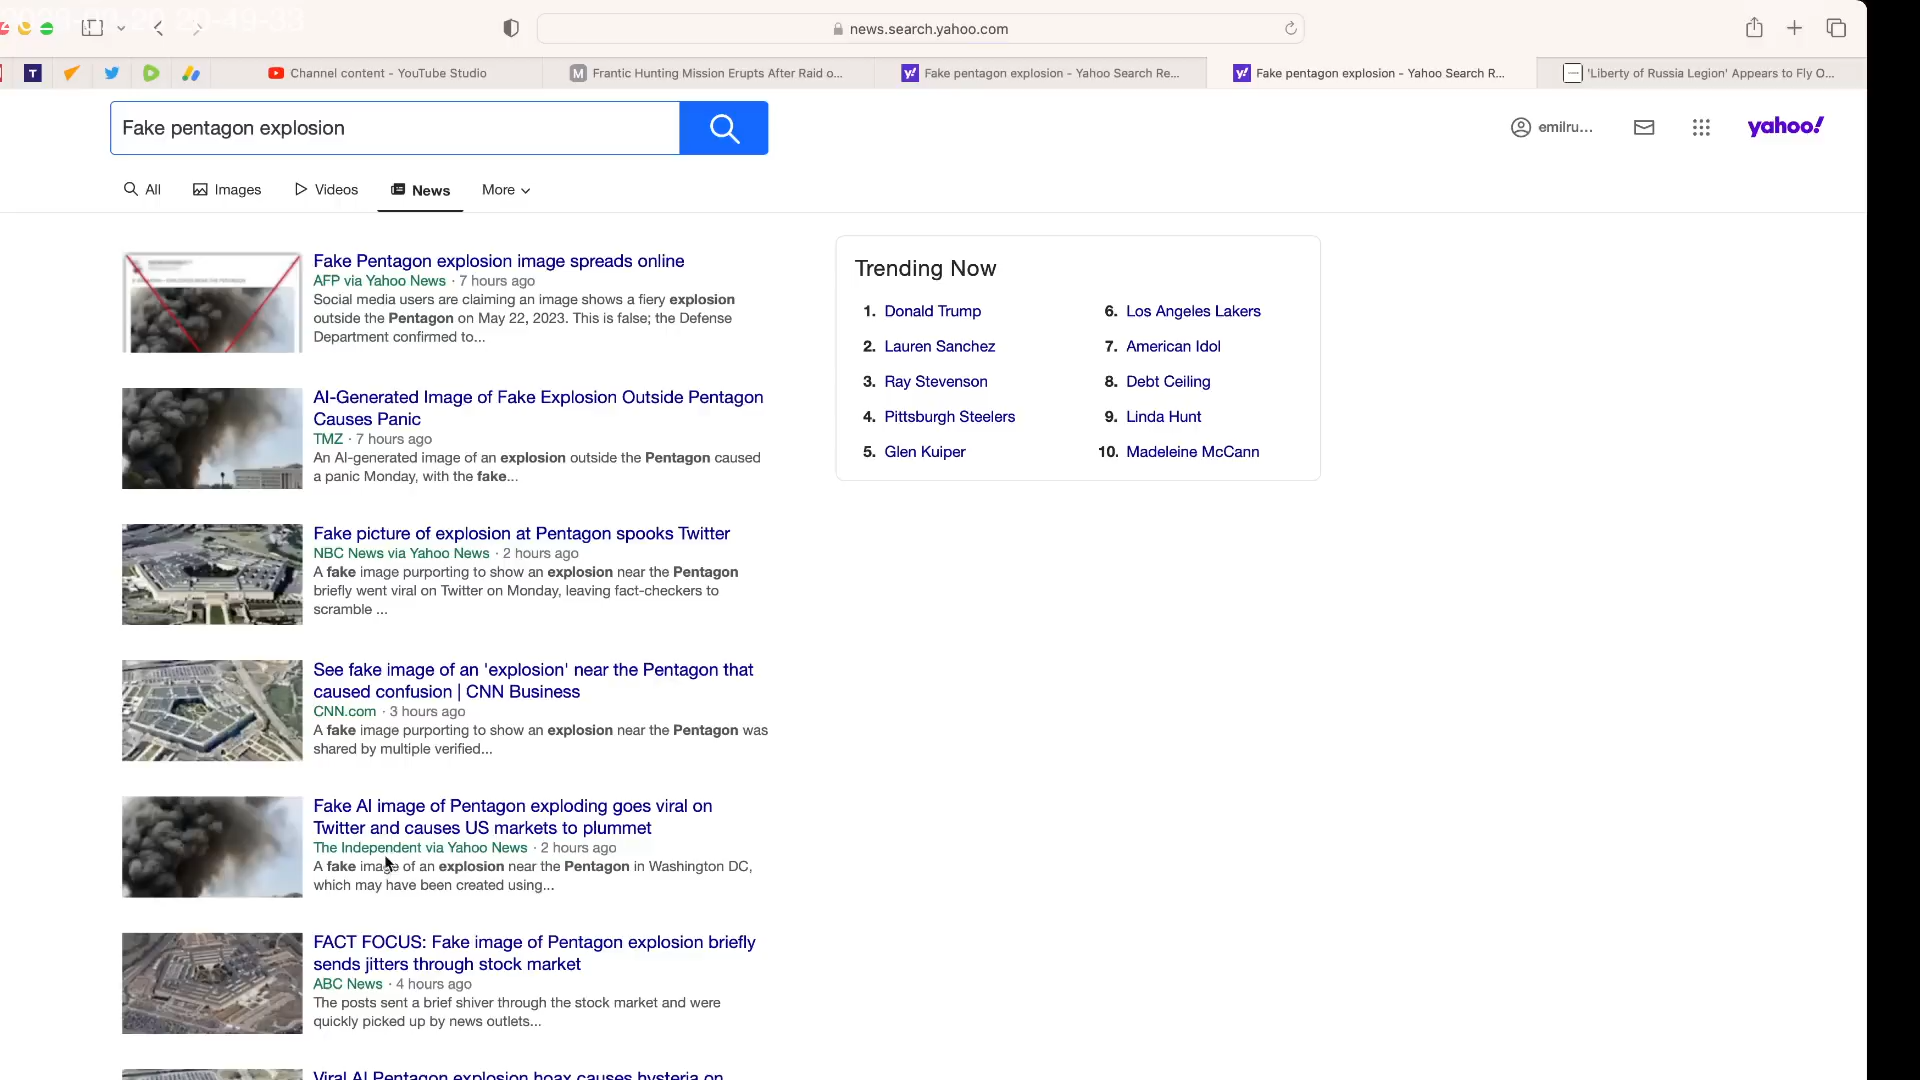 news.search.yahoo.com
T
Channel content - YouTube Studio
M
Frantic Hunting Mission Erupts After Raid o...
y!
Fake pentagon explosion - Yahoo Search Re...
y!
Fake pentagon explosion - Yahoo Search R...
'Liberty of Russia Legion' Appears to Fly O...
Fake pentagon explosion
emilru...
yahoo!
All
Images
Videos
News
More
Fake Pentagon explosion image spreads online
AFP via Yahoo News · 7 hours ago
Social media users are claiming an image shows a fiery explosion
outside the Pentagon on May 22, 2023. This is false; the Defense
Department confirmed to...
AI-Generated Image of Fake Explosion Outside Pentagon
Causes Panic
TMZ · 7 hours ago
An AI-generated image of an explosion outside the Pentagon caused
a panic Monday, with the fake...
Fake picture of explosion at Pentagon spooks Twitter
NBC News via Yahoo News · 2 hours ago
A fake image purporting to show an explosion near the Pentagon
briefly went viral on Twitter on Monday, leaving fact-checkers to
scramble ...
See fake image of an 'explosion' near the Pentagon that
caused confusion | CNN Business
CNN.com · 3 hours ago
A fake image purporting to show an explosion near the Pentagon was
shared by multiple verified...
Fake AI image of Pentagon exploding goes viral on
Twitter and causes US markets to plummet
The Independent via Yahoo News · 2 hours ago
A fake image of an explosion near the Pentagon in Washington DC,
which may have been created using...
FACT FOCUS: Fake image of Pentagon explosion briefly
sends jitters through stock market
ABC News · 4 hours ago
The posts sent a brief shiver through the stock market and were
quickly picked up by news outlets...
Viral AI Pentagon explosion hoax causes hysteria on
Trending Now
1. Donald Trump
2. Lauren Sanchez
3. Ray Stevenson
4. Pittsburgh Steelers
5. Glen Kuiper
6. Los Angeles Lakers
7. American Idol
8. Debt Ceiling
9. Linda Hunt
10. Madeleine McCann